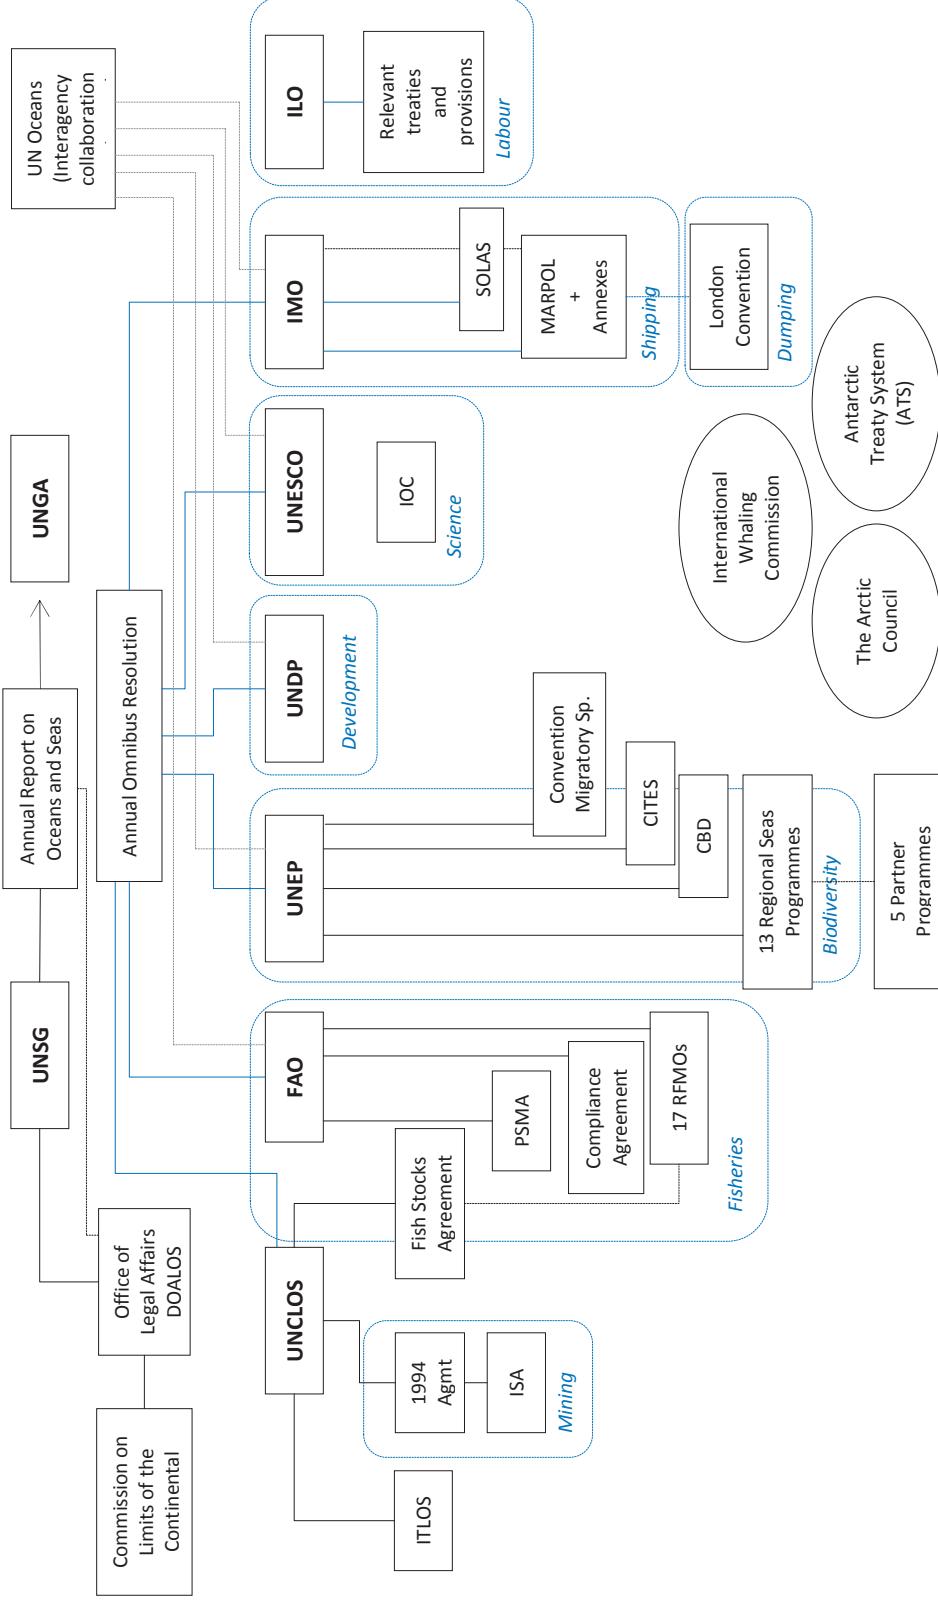 Commission on
Limits of the
Continental
Office of
Legal Affairs
DOALOS
UNSG
Annual Report on
Oceans and Seas
UNGA
UN Oceans
(Interagency
collaboration
Annual Omnibus Resolution
UNCLOS
FAO
UNEP
UNDP
Development
UNESCO
IOC
Science
IMO
SOLAS
MARPOL
+
Annexes
Shipping
London
Convention
Dumping
ILO
Relevant
treaties
and
provisions
Labour
ITLOS
1994
Agmt
ISA
Mining
Fish Stocks
Agreement
PSMA
Compliance
Agreement
17 RFMOs
Fisheries
Convention
Migratory Sp.
CITES
CBD
13 Regional Seas
Programmes
Biodiversity
5 Partner
Programmes
International
Whaling
Commission
The Arctic
Council
Antarctic
Treaty System
(ATS)